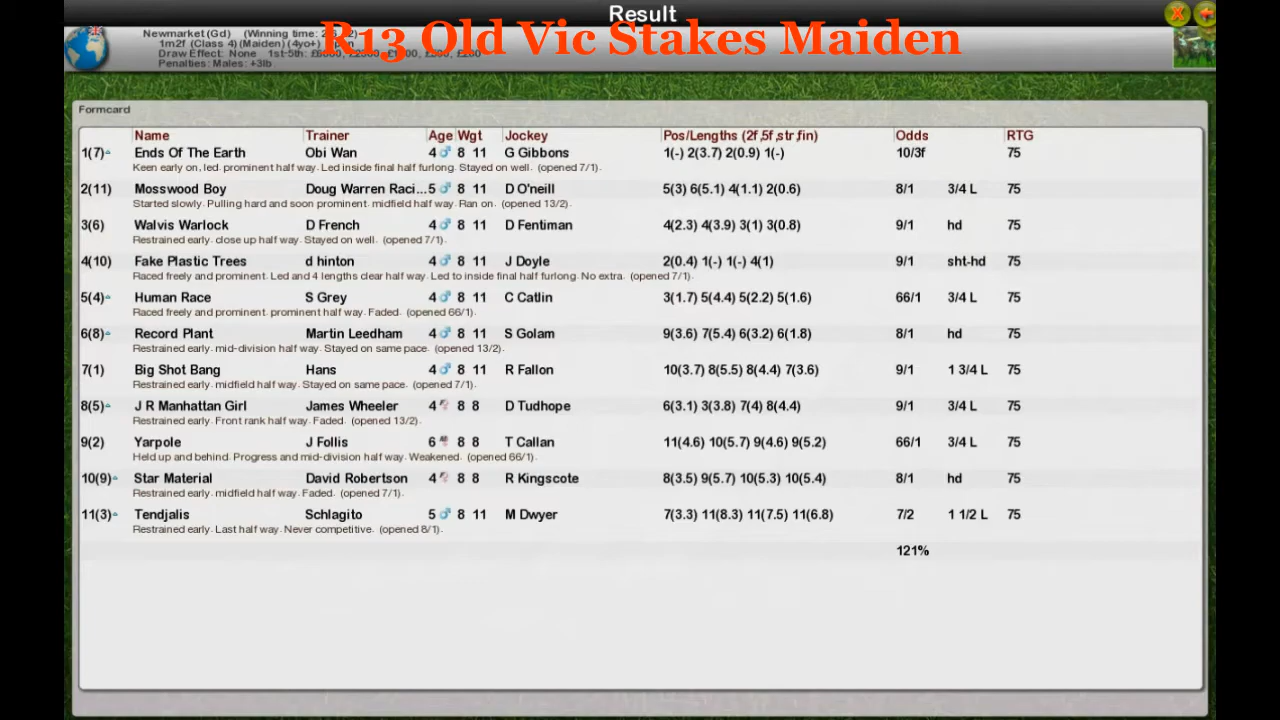 Result
R13 Old Vic Stakes Maiden
Newmarket (Gd) (Winning time:
1m2f (Class 4) (Maiden) (4yo+)
Draw Effect: None 1st-5th:
Penalties: Males: +3lb
Formcard
Name Trainer Age Wgt Jockey Pos/Lengths (2f,5f,str,fin) Odds RTG
1(7) Ends Of The Earth Obi Wan 4 8 11 G Gibbons 1(-) 2(3.7) 2(0.9) 1(-) 10/3f 75
Keen early on, led. prominent half way. Led inside final half furlong. Stayed on well. (opened 7/1).
2(11) Mosswood Boy Doug Warren Raci... 5 8 11 D O'neill 5(3) 6(5.1) 4(1.1) 2(0.6) 8/1 3/4 L 75
Started slowly. Pulling hard and soon prominent. midfield half way. Ran on. (opened 13/2).
3(6) Walvis Warlock D French 4 8 11 D Fentiman 4(2.3) 4(3.9) 3(1) 3(0.8) 9/1 hd 75
Restrained early. close up half way. Stayed on well. (opened 7/1).
4(10) Fake Plastic Trees d hinton 4 8 11 J Doyle 2(0.4) 1(-) 1(-) 4(1) 9/1 sht-hd 75
Raced freely and prominent. Led and 4 lengths clear half way. Led to inside final half furlong. No extra. (opened 7/1).
5(4) Human Race S Grey 4 8 11 C Catlin 3(1.7) 5(4.4) 5(2.2) 5(1.6) 66/1 3/4 L 75
Raced freely and prominent. prominent half way. Faded. (opened 66/1).
6(8) Record Plant Martin Leedham 4 8 11 S Golam 9(3.6) 7(5.4) 6(3.2) 6(1.8) 8/1 hd 75
Restrained early. mid-division half way. Stayed on same pace. (opened 13/2).
7(1) Big Shot Bang Hans 4 8 11 R Fallon 10(3.7) 8(5.5) 8(4.4) 7(3.6) 9/1 1 3/4 L 75
Restrained early. midfield half way. Stayed on same pace. (opened 7/1).
8(5) J R Manhattan Girl James Wheeler 4 8 8 D Tudhope 6(3.1) 3(3.8) 7(4) 8(4.4) 9/1 3/4 L 75
Restrained early. Front rank half way. Faded. (opened 13/2).
9(2) Yarpole J Follis 6 8 8 T Callan 11(4.6) 10(5.7) 9(4.6) 9(5.2) 66/1 3/4 L 75
Held up and behind. Progress and mid-division half way. Weakened. (opened 66/1).
10(9) Star Material David Robertson 4 8 8 R Kingscote 8(3.5) 9(5.7) 10(5.3) 10(5.4) 8/1 hd 75
Restrained early. midfield half way. Faded. (opened 7/1).
11(3) Tendjalis Schlagito 5 8 11 M Dwyer 7(3.3) 11(8.3) 11(7.5) 11(6.8) 7/2 1 1/2 L 75
Restrained early. Last half way. Never competitive. (opened 8/1).
121%